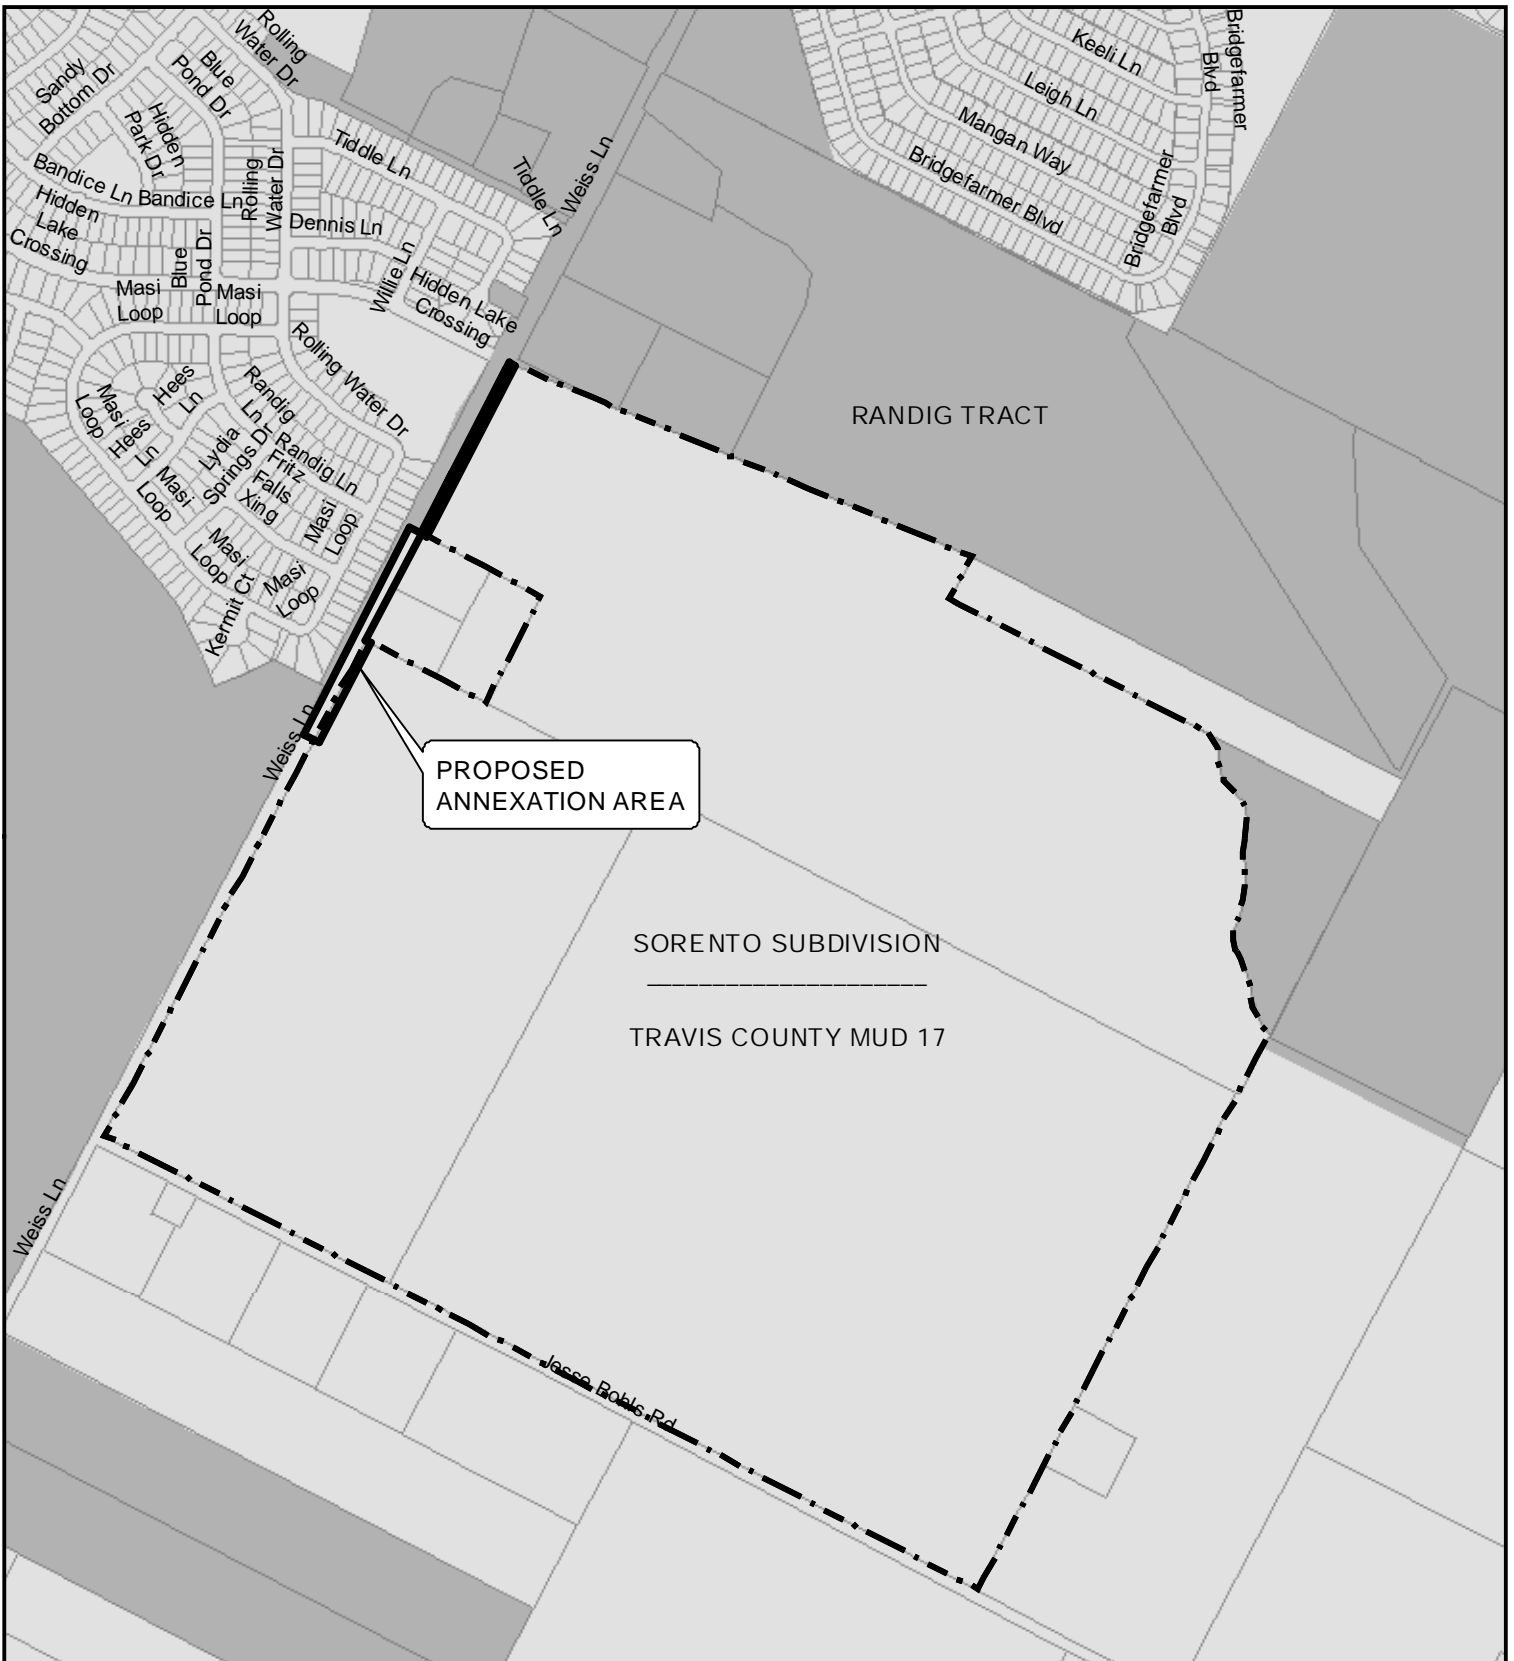 Rolling
Water Dr
Blue
Pond Dr
Sandy
Bottom Dr
Hidden
Park Dr
Tiddle Ln
Rolling
Water Dr
Bandice Ln
Bandice Ln
Hidden
Lake
Crossing
Dennis Ln
Tiddle Ln
Weiss Ln
Blue
Pond Dr
Masi
Loop
Masi
Loop
Willie Ln
Hidden Lake
Crossing
Keeli Ln
Leigh Ln
Mangan Way
Bridgefarmer Blvd
Bridgefarmer
Blvd
Bridgefarmer
Blvd
Rolling Water Dr
Hees
Ln
Randig
Ln
Masi
Loop
Hees
Ln
Lydia
Springs Dr
Randig Ln
Fritz
Falls
Xing
Masi
Loop
Masi
Loop
Masi
Loop
Masi
Loop
Kermit Ct
RANDIG TRACT
Weiss Ln
PROPOSED
ANNEXATION AREA
SORENTO SUBDIVISION
TRAVIS COUNTY MUD 17
Weiss Ln
Jesse Bohls Rd